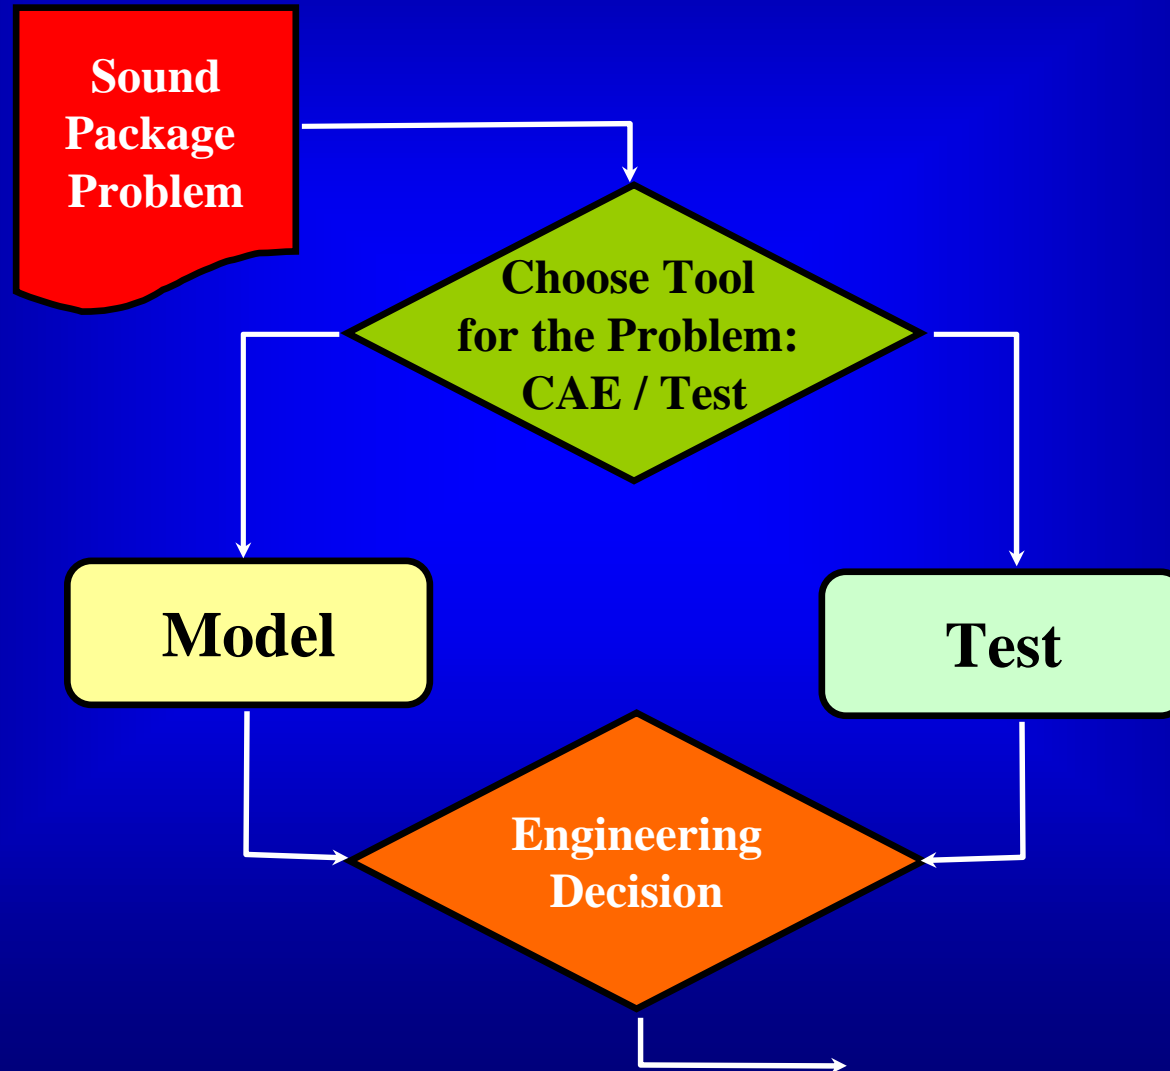 Sound
Package
Problem
Choose Tool
for the Problem:
CAE / Test
Model
Test
Engineering
Decision